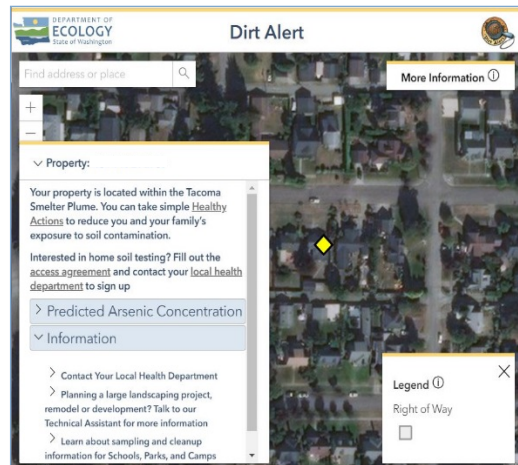 DEPARTMENT OF
ECOLOGY
State of Washington
Dirt Alert
Find address or place
More Information
Property:
Your property is located within the Tacoma
Smelter Plume. You can take simple Healthy
Actions to reduce you and your family's
exposure to soil contamination.
Interested in home soil testing? Fill out the
access agreement and contact your local health
department to sign up
Predicted Arsenic Concentration
Information
Contact Your Local Health Department
Planning a large landscaping project,
remodel or development? Talk to our
Technical Assistant for more information
Learn about sampling and cleanup
information for Schools, Parks, and Camps
Legend
Right of Way